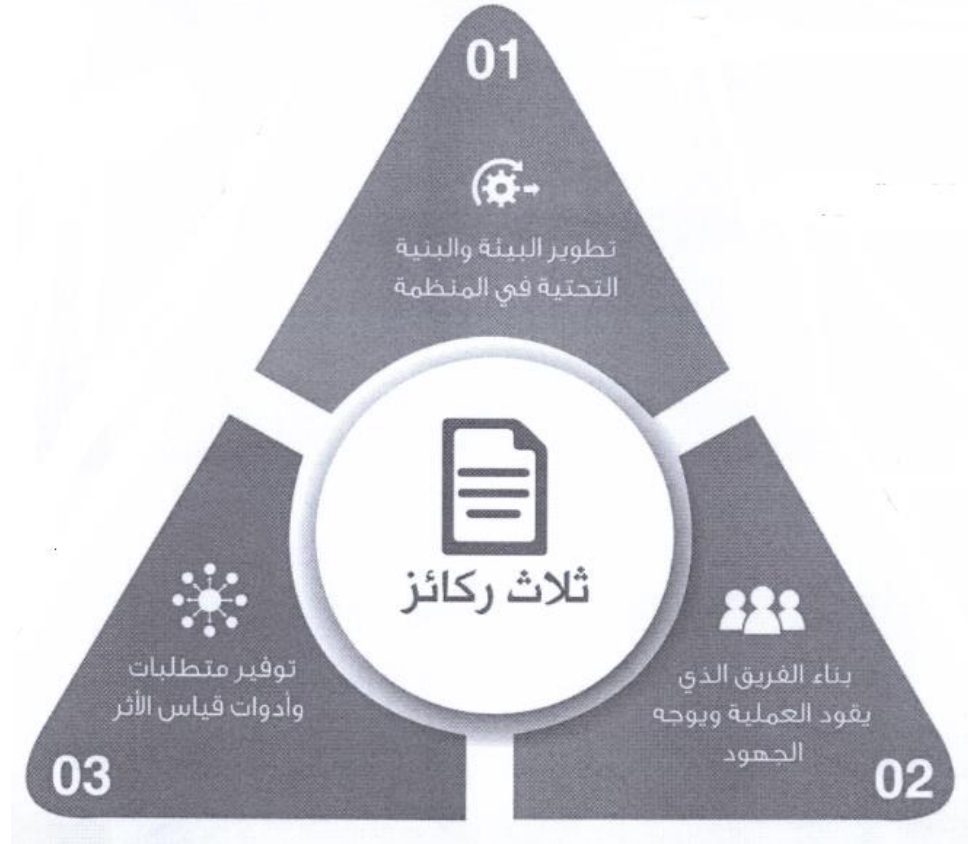 01
تطوير البيئة والبنية
التحتية في المنظمة
ثلاث ركائز
بناء الفريق الذي
يقود العملية ويوجه
الجهود
02
توفير متطلبات
وأدوات قياس الأثر
03